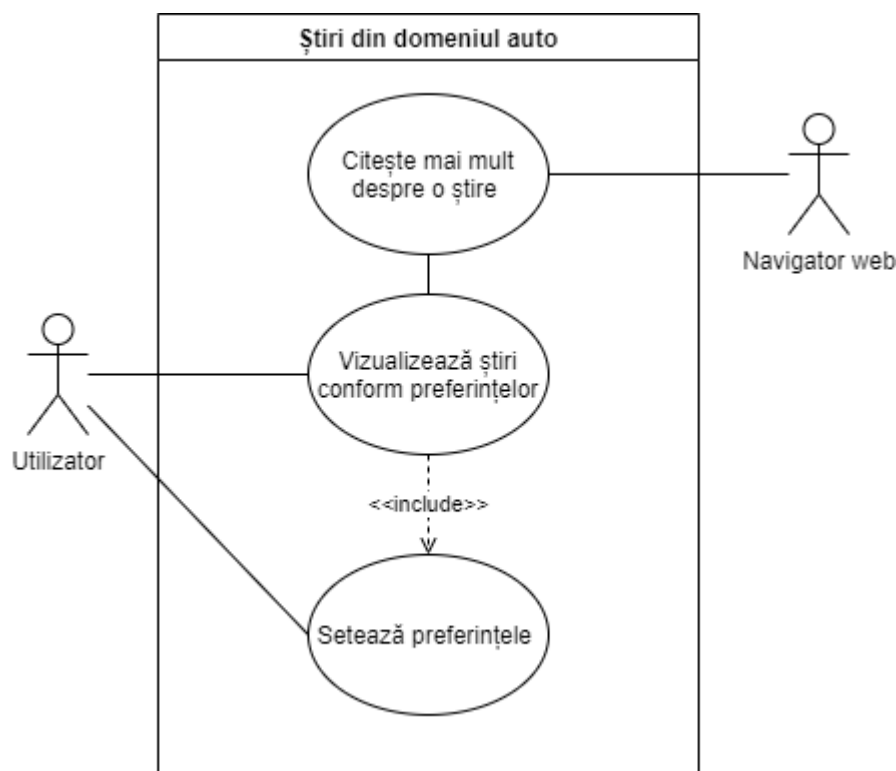 Știri din domeniul auto
Citește mai mult
despre o știre
Navigator web
Vizualizează știri
conform preferințelor
Utilizator
<<include>>
Setează preferințele